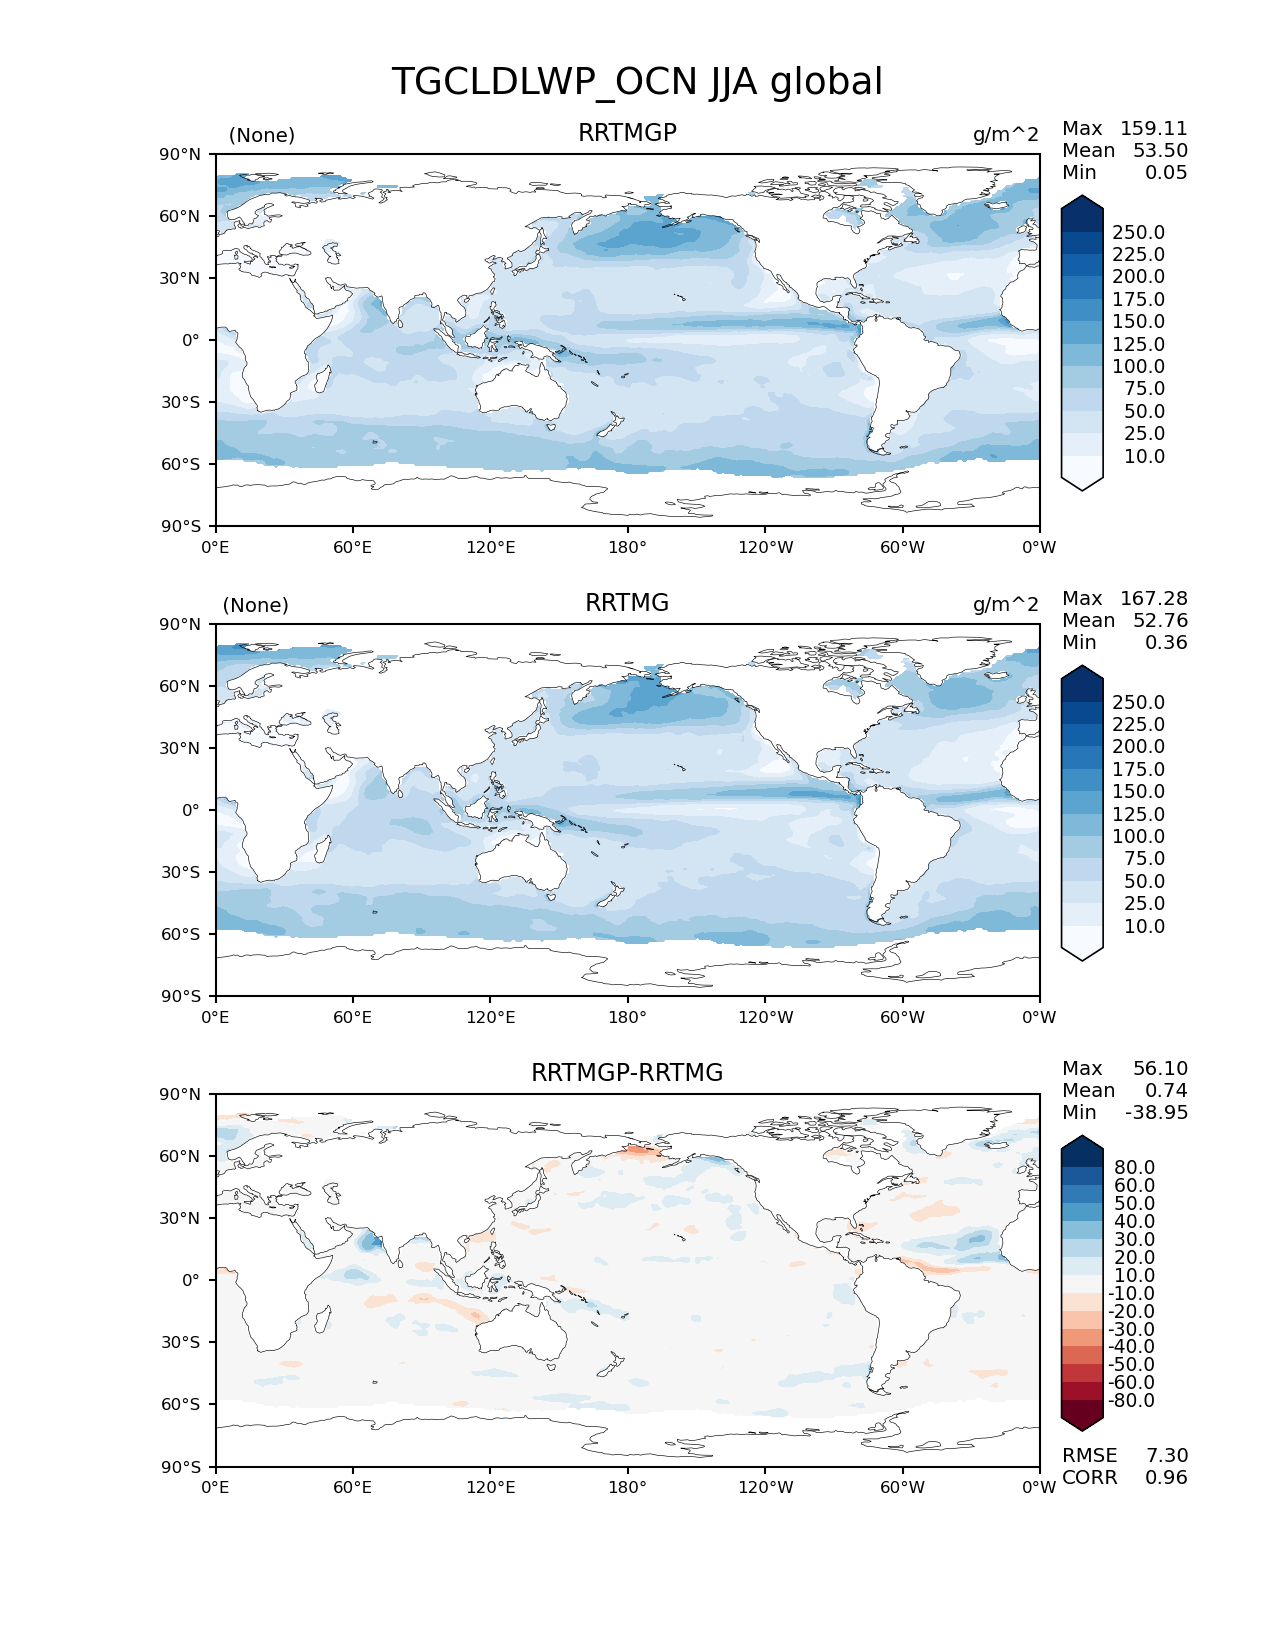 TGCLDLWP_OCN JJA global
(None) RRTMGP g/m^2
Max 159.11
Mean 53.50
Min 0.05
90°N
60°N
30°N
0°
30°S
60°S
90°S
0°E 60°E 120°E 180° 120°W 60°W 0°W
250.0
225.0
200.0
175.0
150.0
125.0
100.0
75.0
50.0
25.0
10.0
(None) RRTMG g/m^2
Max 167.28
Mean 52.76
Min 0.36
90°N
60°N
30°N
0°
30°S
60°S
90°S
0°E 60°E 120°E 180° 120°W 60°W 0°W
250.0
225.0
200.0
175.0
150.0
125.0
100.0
75.0
50.0
25.0
10.0
RRTMGP-RRTMG
Max 56.10
Mean 0.74
Min -38.95
90°N
60°N
30°N
0°
30°S
60°S
90°S
0°E 60°E 120°E 180° 120°W 60°W 0°W
80.0
60.0
50.0
40.0
30.0
20.0
10.0
-10.0
-20.0
-30.0
-40.0
-50.0
-60.0
-80.0
RMSE 7.30
CORR 0.96